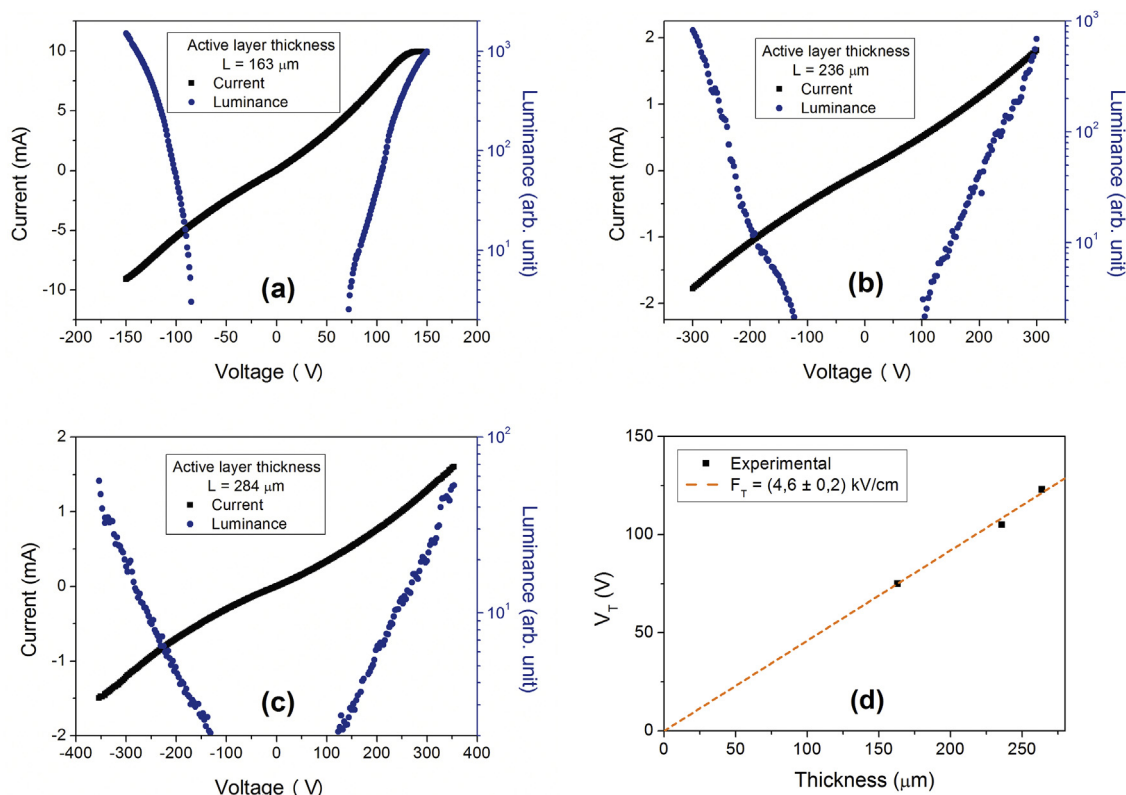 (a)
Active layer thickness
L = 163 μm
Current
Luminance
10
5
0
-5
-10
Current (mA)
10³
10²
10¹
Luminance (arb. unit)
-200 -150 -100 -50 0 50 100 150 200
Voltage ( V)
(b)
Active layer thickness
L = 236 μm
Current
Luminance
2
1
0
-1
-2
Current (mA)
10³
10²
10¹
Luminance (arb. unit)
-300 -200 -100 0 100 200 300
Voltage ( V)
(c)
Active layer thickness
L = 284 μm
Current
Luminance
2
1
0
-1
-2
Current (mA)
10²
10¹
Luminance (arb. unit)
-400 -300 -200 -100 0 100 200 300 400
Voltage ( V)
Experimental
F_T = (4,6 ± 0,2) kV/cm
150
100
50
0
V_T (V)
(d)
0 50 100 150 200 250
Thickness (μm)